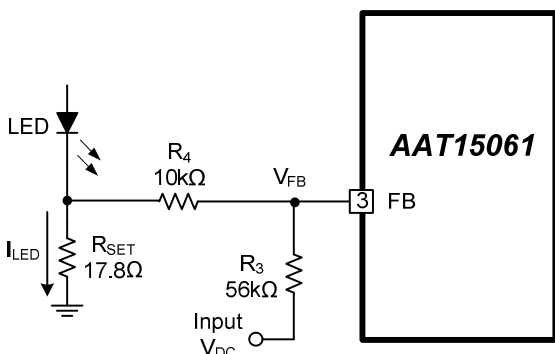 LED
R4
10kΩ
VFB
AAT15061
3
FB
ILED
RSET
17.8Ω
R3
56kΩ
Input
VDC